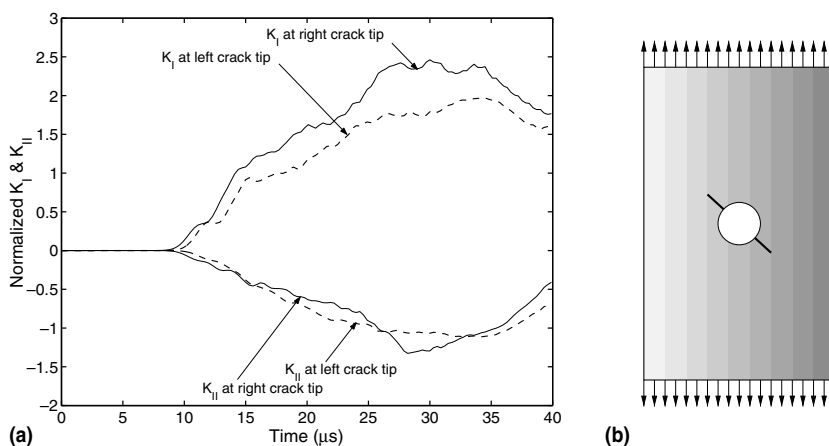 3
2.5
K_I at right crack tip
K_I at left crack tip
2
1.5
1
0.5
0
−0.5
−1
−1.5
−2
Normalized K_I & K_II
K_II at left crack tip
K_II at right crack tip
0 5 10 15 20 25 30 35 40
Time (μs)
(a)
(b)